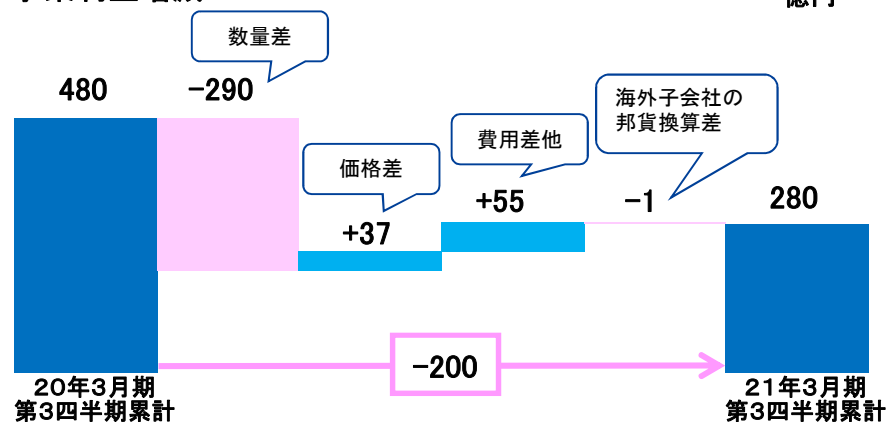 億円
数量差
480
-290
海外子会社の
邦貨換算差
費用差他
価格差
+55
-1
280
+37
-200
20年3月期
第3四半期累計
21年3月期
第3四半期累計